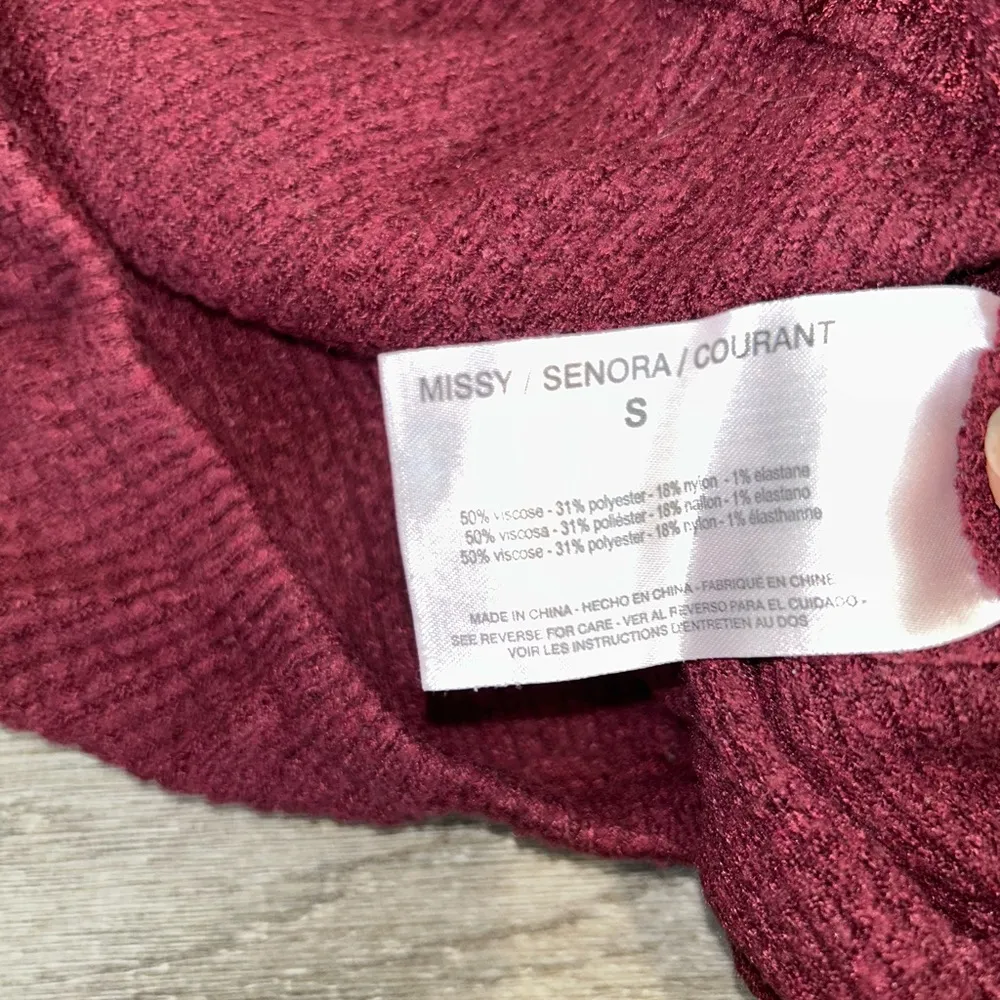 MISSY / SENORA / COURANT
S
50% viscose - 31% polyester - 18% nylon - 1% elastane
50% viscosa - 31% poliéster - 18% nailon - 1% elastano
50% viscose - 31% polyester - 18% nylon - 1% élasthanne
MADE IN CHINA - HECHO EN CHINA - FABRIQUÉ EN CHINE
SEE REVERSE FOR CARE - VER AL REVERSO PARA EL CUIDADO -
VOIR LES INSTRUCTIONS D'ENTRETIEN AU DOS